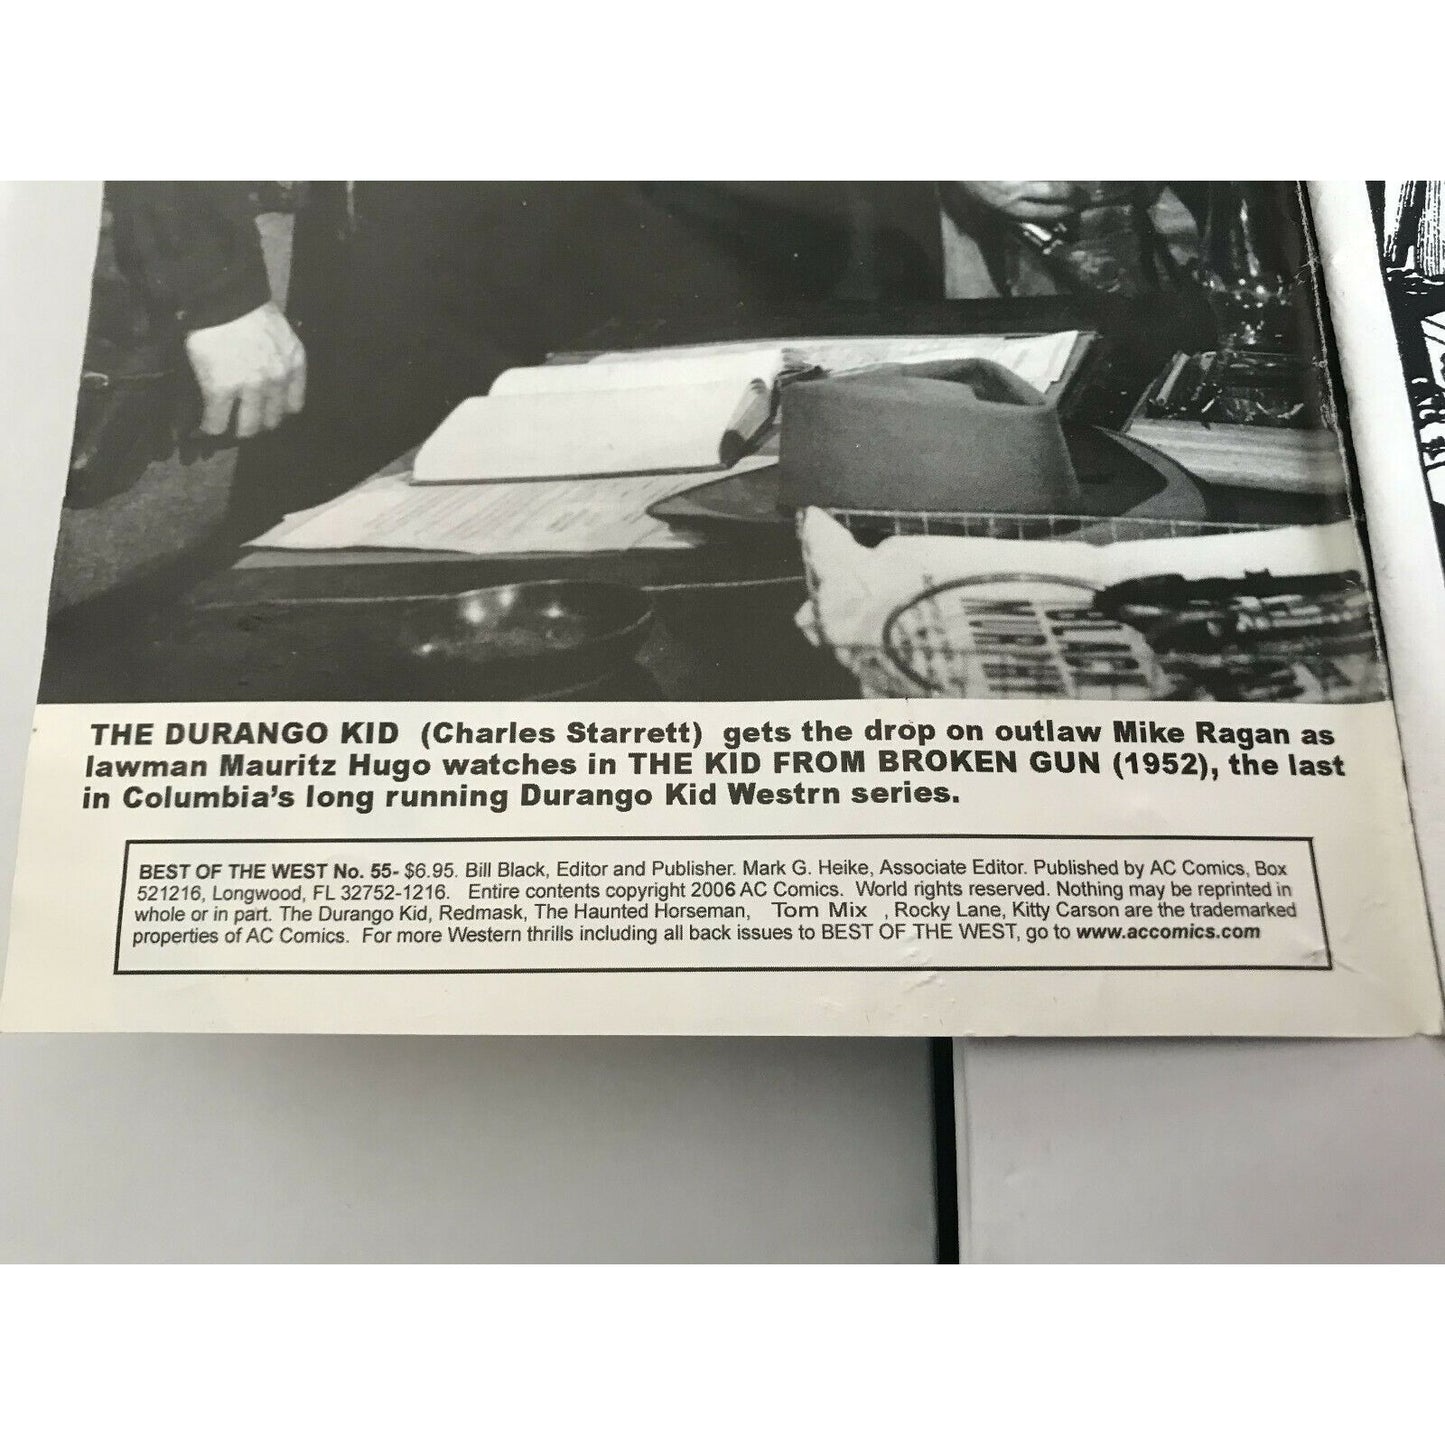 THE DURANGO KID (Charles Starrett) gets the drop on outlaw Mike Ragan as
lawman Mauritz Hugo watches in THE KID FROM BROKEN GUN (1952), the last
in Columbia's long running Durango Kid Westrn series.
BEST OF THE WEST No. 55- $6.95. Bill Black, Editor and Publisher. Mark G. Heike, Associate Editor. Published by AC Comics, Box
521216, Longwood, FL 32752-1216. Entire contents copyright 2006 AC Comics. World rights reserved. Nothing may be reprinted in
whole or in part. The Durango Kid, Redmask, The Haunted Horseman, Tom Mix , Rocky Lane, Kitty Carson are the trademarked
properties of AC Comics. For more Western thrills including all back issues to BEST OF THE WEST, go to www.accomics.com